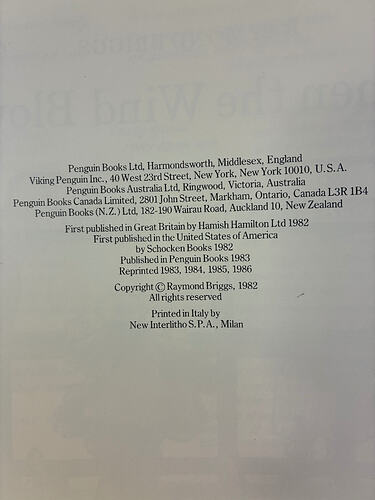 Penguin Books Ltd, Harmondsworth, Middlesex, England
Viking Penguin Inc., 40 West 23rd Street, New York, New York 10010, U.S.A.
Penguin Books Australia Ltd, Ringwood, Victoria, Australia
Penguin Books Canada Limited, 2801 John Street, Markham, Ontario, Canada L3R 1B4
Penguin Books (N.Z.) Ltd, 182-190 Wairau Road, Auckland 10, New Zealand
First published in Great Britain by Hamish Hamilton Ltd 1982
First published in the United States of America
by Schocken Books 1982
Published in Penguin Books 1983
Reprinted 1983, 1984, 1985, 1986
Copyright © Raymond Briggs, 1982
All rights reserved
Printed in Italy by
New Interlitho S.P.A., Milan